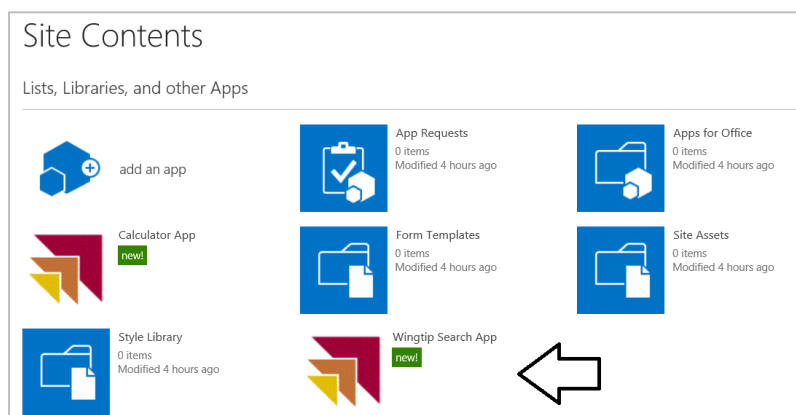 Site Contents
Lists, Libraries, and other Apps
add an app
App Requests
0 items
Modified 4 hours ago
Apps for Office
0 items
Modified 4 hours ago
Calculator App
new!
Form Templates
0 items
Modified 4 hours ago
Site Assets
0 items
Modified 4 hours ago
Style Library
0 items
Modified 4 hours ago
Wingtip Search App
new!